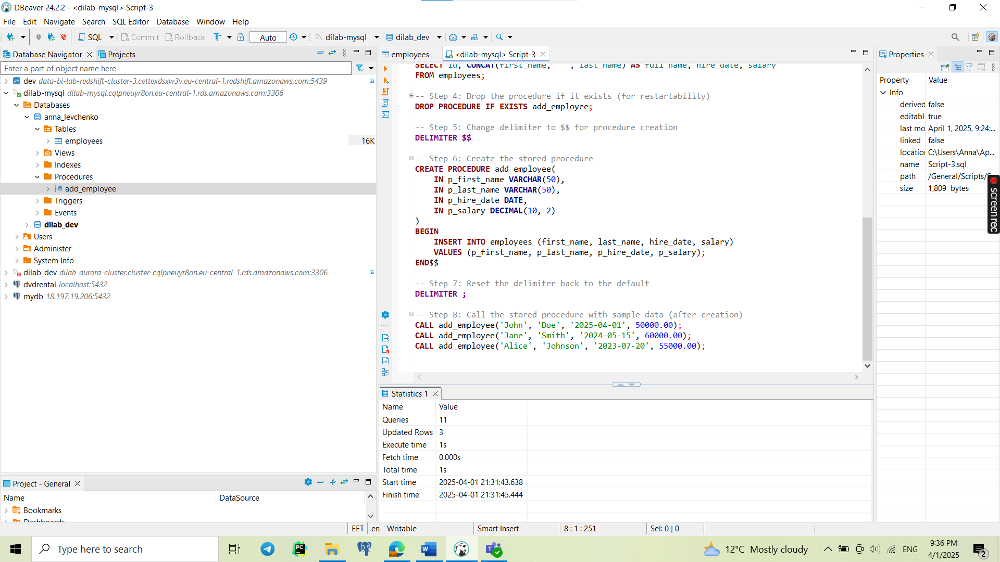 DBeaver 24.2.2 - <dilab-mysql> Script-3
File Edit Navigate Search SQL Editor Database Window Help
SQL Commit Rollback Auto dilab-mysql dilab_dev
Database Navigator Projects
Enter a part of object name here
dev data-bi-lab-redshift-cluster-3.cettexdsxw3v.eu-central-1.redshift.amazonaws.com:5439
dilab-mysql dilab-mysql.cqlpneuyr8on.eu-central-1.rds.amazonaws.com:3306
Databases
anna_levchenko
Tables
employees 16K
Views
Indexes
Procedures
add_employee
Triggers
Events
dilab_dev
Users
Administer
System Info
dilab_dev dilab-aurora-cluster.cluster-cqlpneuyr8on.eu-central-1.rds.amazonaws.com:3306
dvdrental localhost:5432
mydb 18.197.19.206:5432
Project - General
Name DataSource
Bookmarks
Dashboards
employees <dilab-mysql> Script-3
SELECT id, CONCAT(first_name, ' ', last_name) AS full_name, hire_date, salary
FROM employees;
-- Step 4: Drop the procedure if it exists (for restartability)
DROP PROCEDURE IF EXISTS add_employee;
-- Step 5: Change delimiter to $$ for procedure creation
DELIMITER $$
-- Step 6: Create the stored procedure
CREATE PROCEDURE add_employee(
IN p_first_name VARCHAR(50),
IN p_last_name VARCHAR(50),
IN p_hire_date DATE,
IN p_salary DECIMAL(10, 2)
)
BEGIN
INSERT INTO employees (first_name, last_name, hire_date, salary)
VALUES (p_first_name, p_last_name, p_hire_date, p_salary);
END$$
-- Step 7: Reset the delimiter back to the default
DELIMITER ;
-- Step 8: Call the stored procedure with sample data (after creation)
CALL add_employee('John', 'Doe', '2025-04-01', 50000.00);
CALL add_employee('Jane', 'Smith', '2024-05-15', 60000.00);
CALL add_employee('Alice', 'Johnson', '2023-07-20', 55000.00);
Statistics 1
Name Value
Queries 11
Updated Rows 3
Execute time 1s
Fetch time 0.000s
Total time 1s
Start time 2025-04-01 21:31:43.638
Finish time 2025-04-01 21:31:45.444
Properties
Property Value
Info
derived false
editabl true
last mo April 1, 2025, 9:24:...
linked false
location C:\Users\Anna\Ap...
name Script-3.sql
path /General/Scripts/S
size 1,809 bytes
screenrec
EET en Writable Smart Insert 8 : 1 : 251 Sel: 0 | 0
Type here to search
12°C Mostly cloudy ENG
9:36 PM
4/1/2025
2